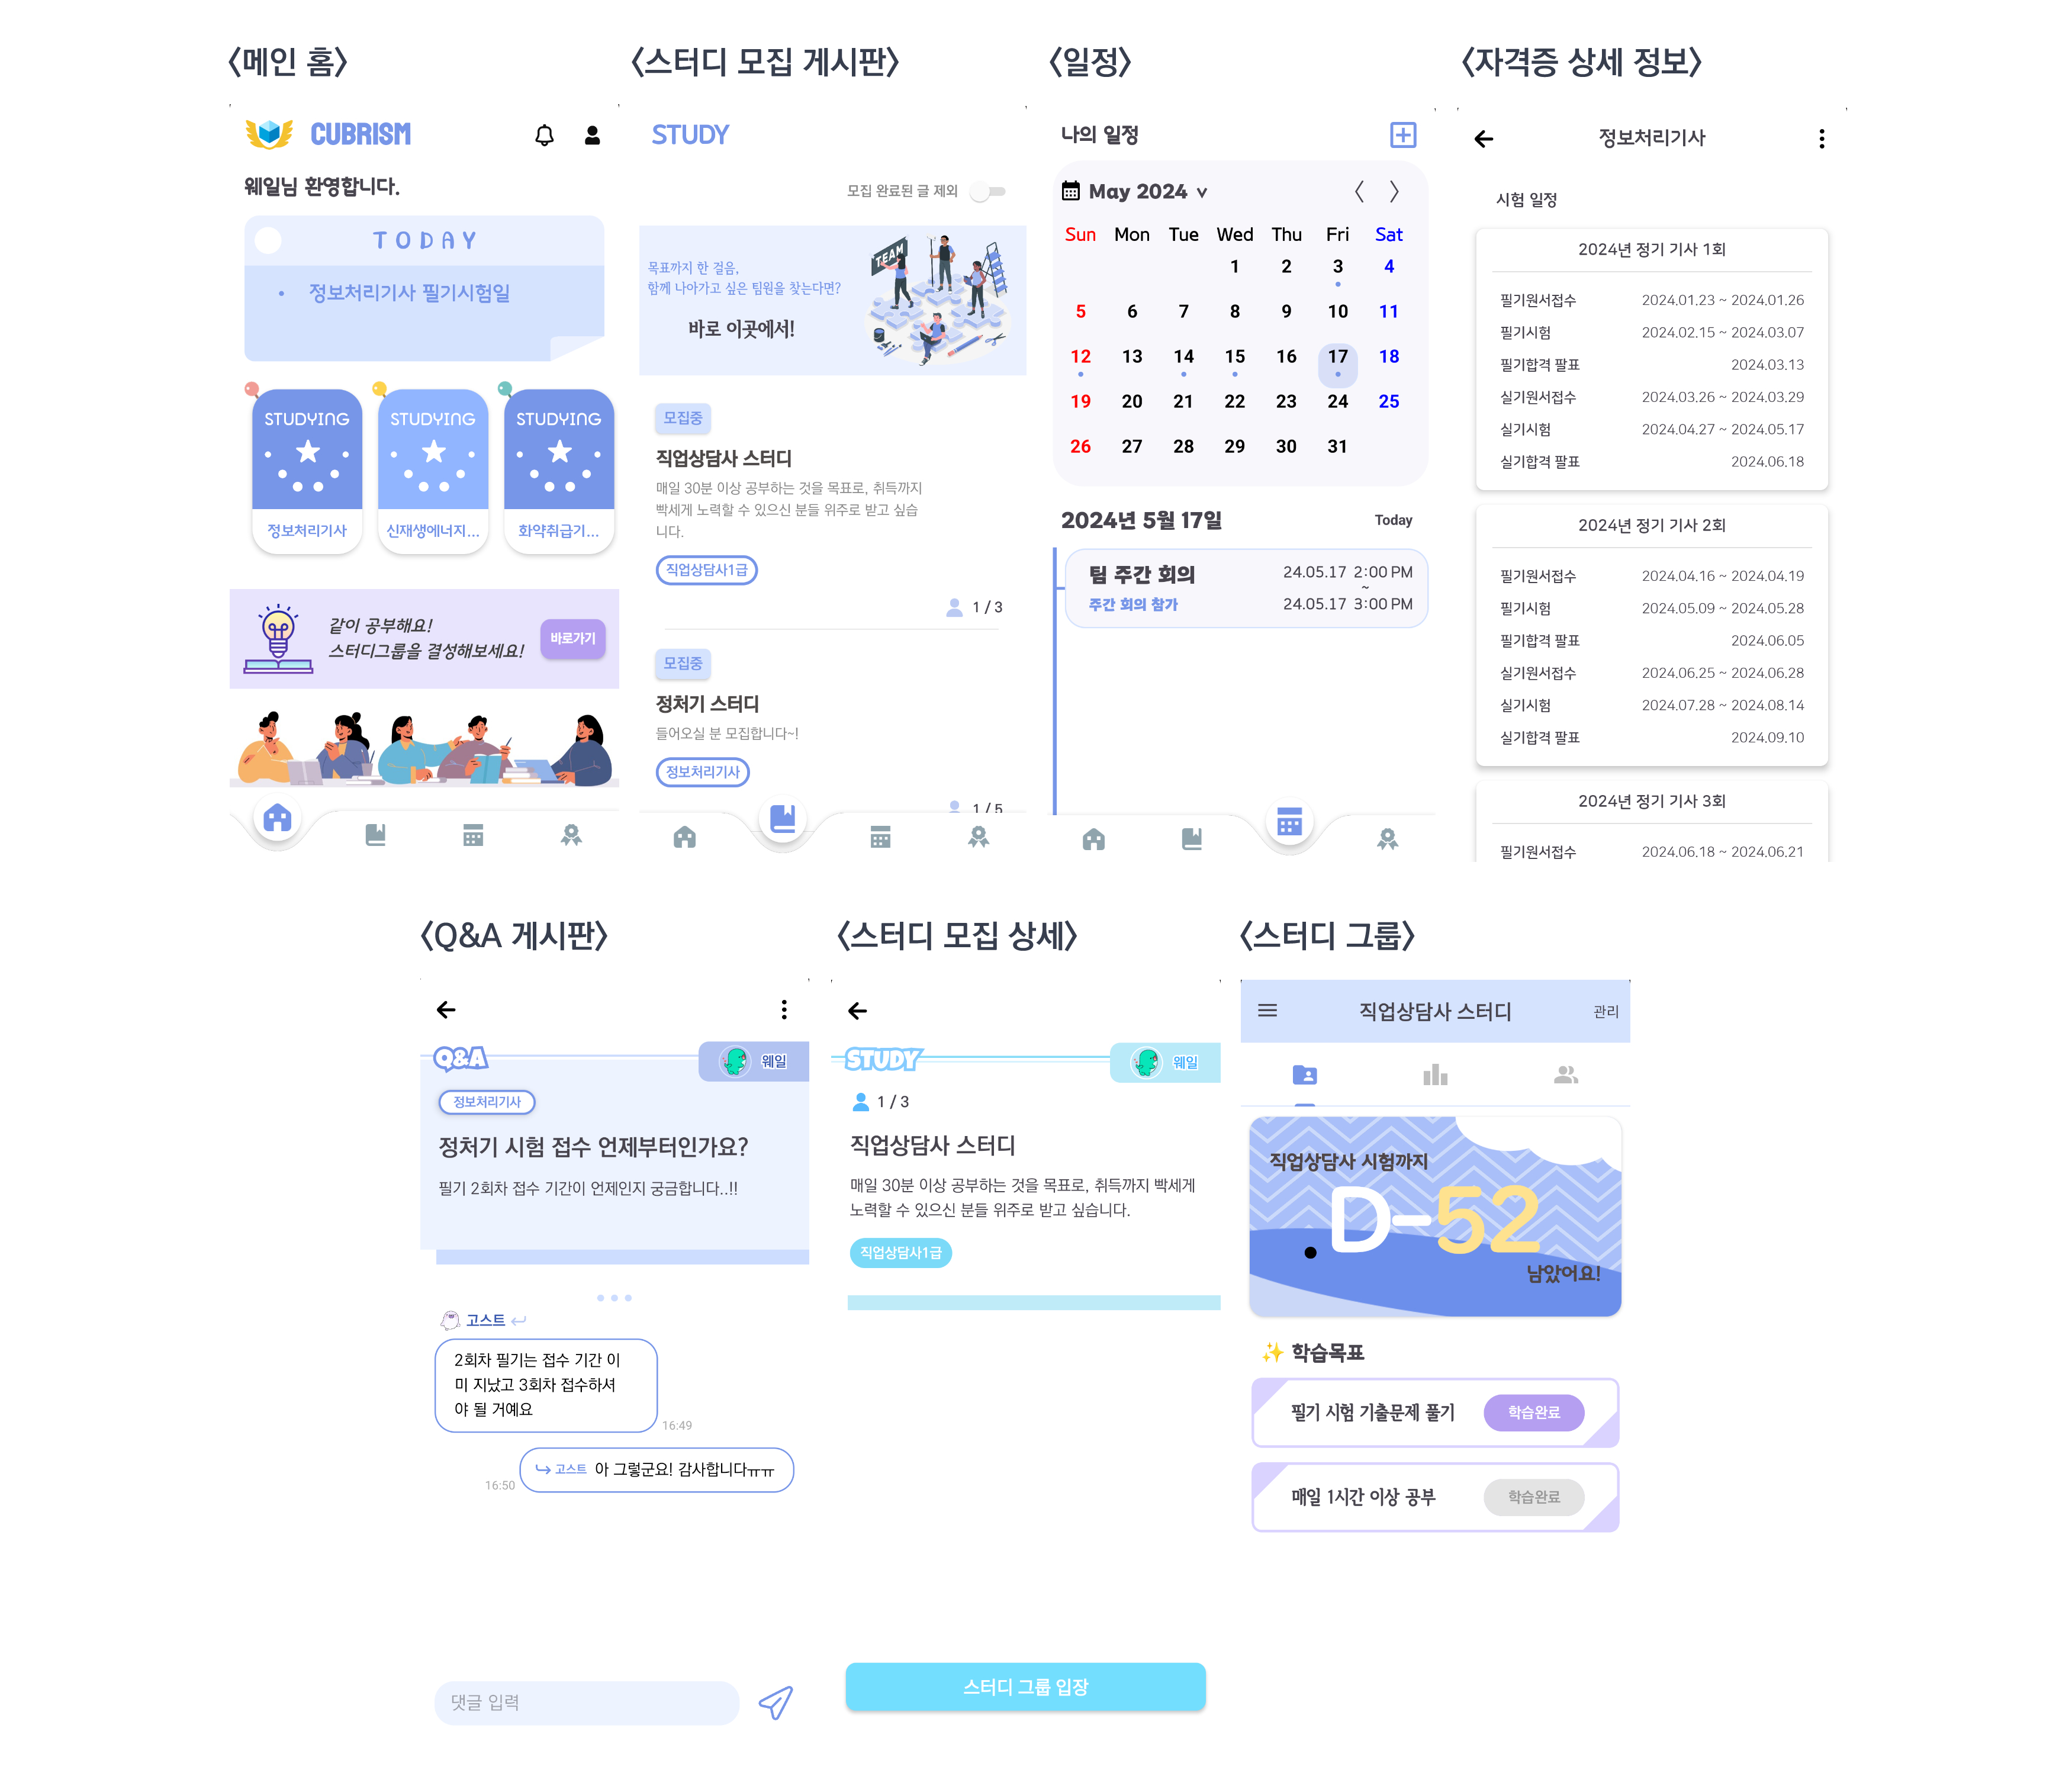 <메인 홈>
CUBRISM
웨일님 환영합니다.
TODAY
• 정보처리기사 필기시험일
STUDYING
STUDYING
STUDYING
정보처리기사
신재생에너지...
화약취급기...
같이 공부해요!
스터디그룹을 결성해보세요!
바로가기
<스터디 모집 게시판>
STUDY
모집 완료된 글 제외
목표까지 한 걸음,
함께 나아가고 싶은 팀원을 찾는다면?
바로 이곳에서!
TEAM
모집중
직업상담사 스터디
매일 30분 이상 공부하는 것을 목표로, 취득까지
빡세게 노력할 수 있으신 분들 위주로 받고 싶습
니다.
직업상담사1급
1 / 3
모집중
정처기 스터디
들어오실 분 모집합니다~!
정보처리기사
1 / 5
<일정>
나의 일정
May 2024
Sun Mon Tue Wed Thu Fri Sat
1 2 3 4
5 6 7 8 9 10 11
12 13 14 15 16 17 18
19 20 21 22 23 24 25
26 27 28 29 30 31
2024년 5월 17일
Today
팀 주간 회의
주간 회의 참가
24.05.17 2:00 PM
~
24.05.17 3:00 PM
<자격증 상세 정보>
정보처리기사
시험 일정
2024년 정기 기사 1회
필기원서접수 2024.01.23 ~ 2024.01.26
필기시험 2024.02.15 ~ 2024.03.07
필기합격 발표 2024.03.13
실기원서접수 2024.03.26 ~ 2024.03.29
실기시험 2024.04.27 ~ 2024.05.17
실기합격 발표 2024.06.18
2024년 정기 기사 2회
필기원서접수 2024.04.16 ~ 2024.04.19
필기시험 2024.05.09 ~ 2024.05.28
필기합격 발표 2024.06.05
실기원서접수 2024.06.25 ~ 2024.06.28
실기시험 2024.07.28 ~ 2024.08.14
실기합격 발표 2024.09.10
2024년 정기 기사 3회
필기원서접수 2024.06.18 ~ 2024.06.21
<Q&A 게시판>
Q&A
웨일
정보처리기사
정처기 시험 접수 언제부터인가요?
필기 2회차 접수 기간이 언제인지 궁금합니다..!!
고스트
2회차 필기는 접수 기간 이
미 지났고 3회차 접수하셔
야 될 거예요
16:49
고스트 아 그렇군요! 감사합니다ㅠㅠ
16:50
댓글 입력
<스터디 모집 상세>
STUDY
웨일
1 / 3
직업상담사 스터디
매일 30분 이상 공부하는 것을 목표로, 취득까지 빡세게
노력할 수 있으신 분들 위주로 받고 싶습니다.
직업상담사1급
스터디 그룹 입장
<스터디 그룹>
직업상담사 스터디
관리
직업상담사 시험까지
D-52
남았어요!
✨ 학습목표
필기 시험 기출문제 풀기
학습완료
매일 1시간 이상 공부
학습완료